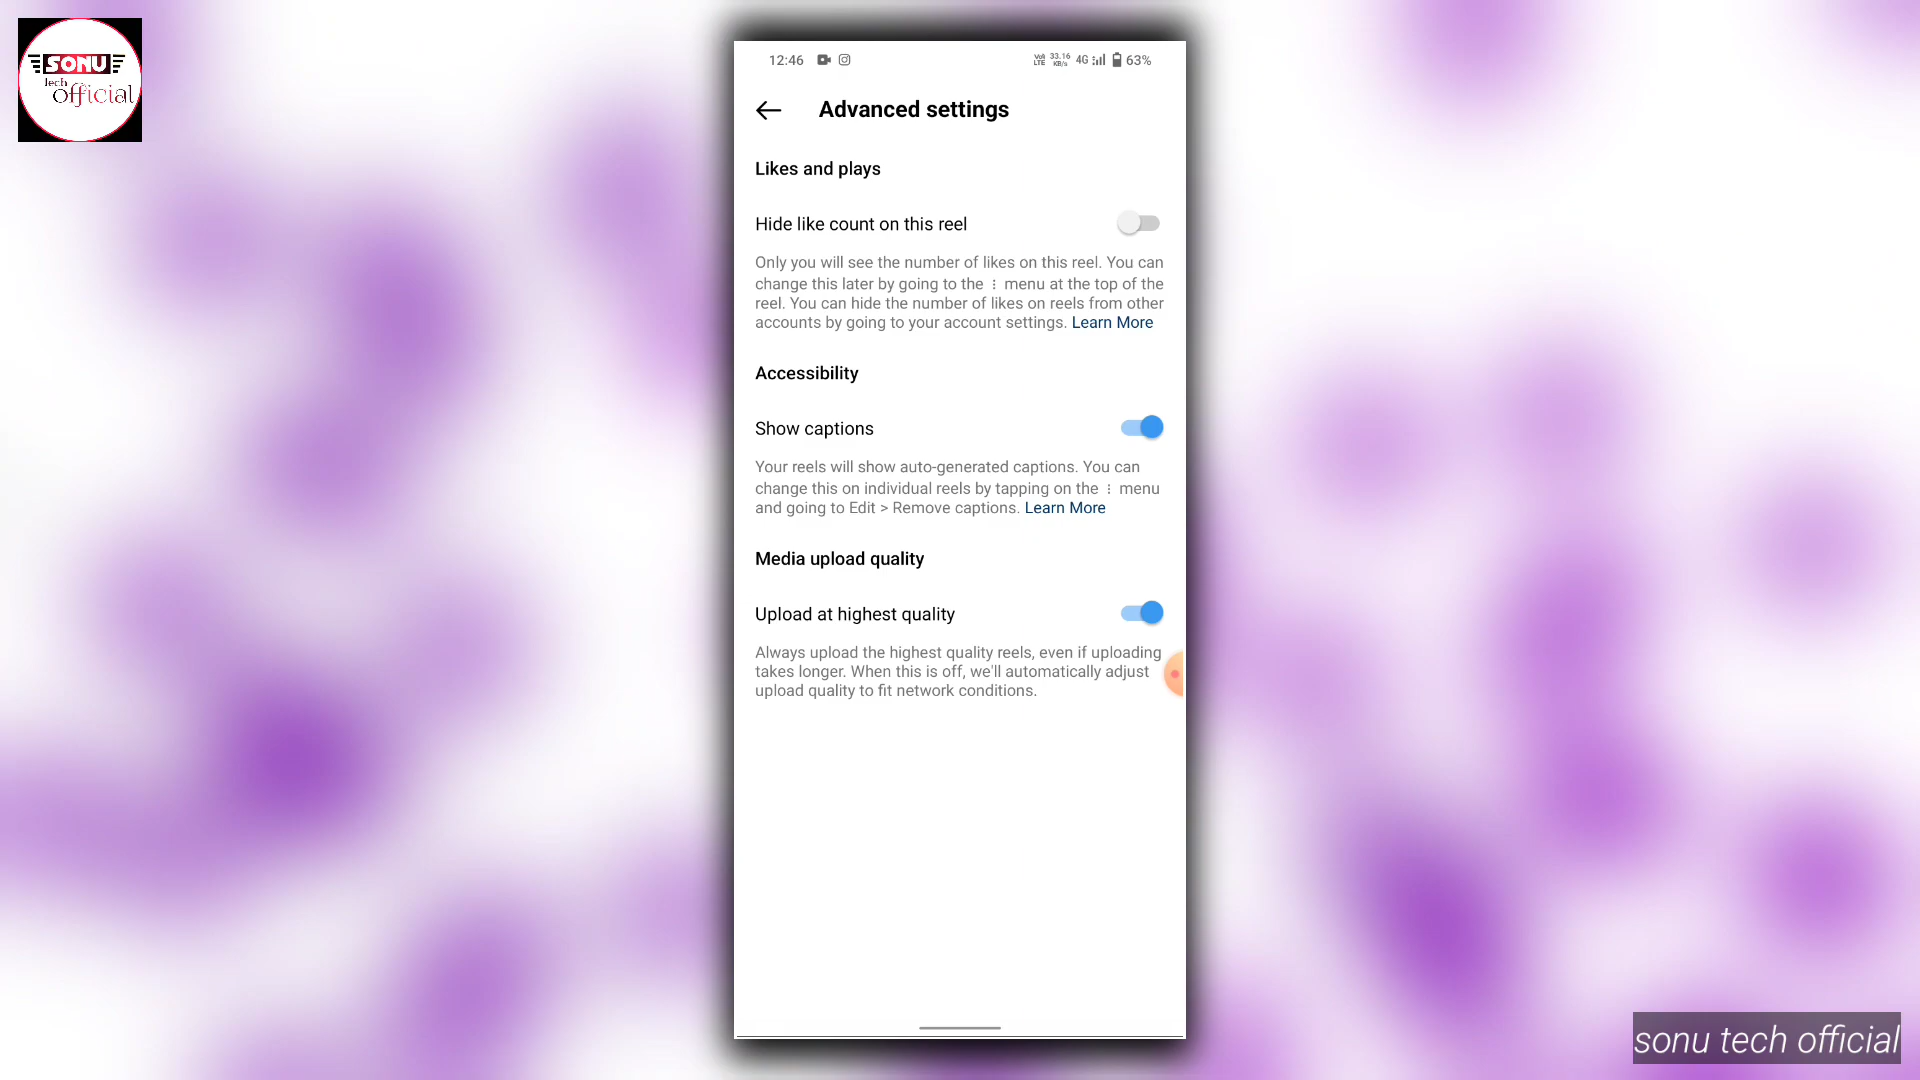 SONU
tech
official
12:46
VoLTE 33.16 KB/s 4G 63%
Advanced settings
Likes and plays
Hide like count on this reel
Only you will see the number of likes on this reel. You can
change this later by going to the ⋮ menu at the top of the
reel. You can hide the number of likes on reels from other
accounts by going to your account settings. Learn More
Accessibility
Show captions
Your reels will show auto-generated captions. You can
change this on individual reels by tapping on the ⋮ menu
and going to Edit > Remove captions. Learn More
Media upload quality
Upload at highest quality
Always upload the highest quality reels, even if uploading
takes longer. When this is off, we'll automatically adjust
upload quality to fit network conditions.
sonu tech official